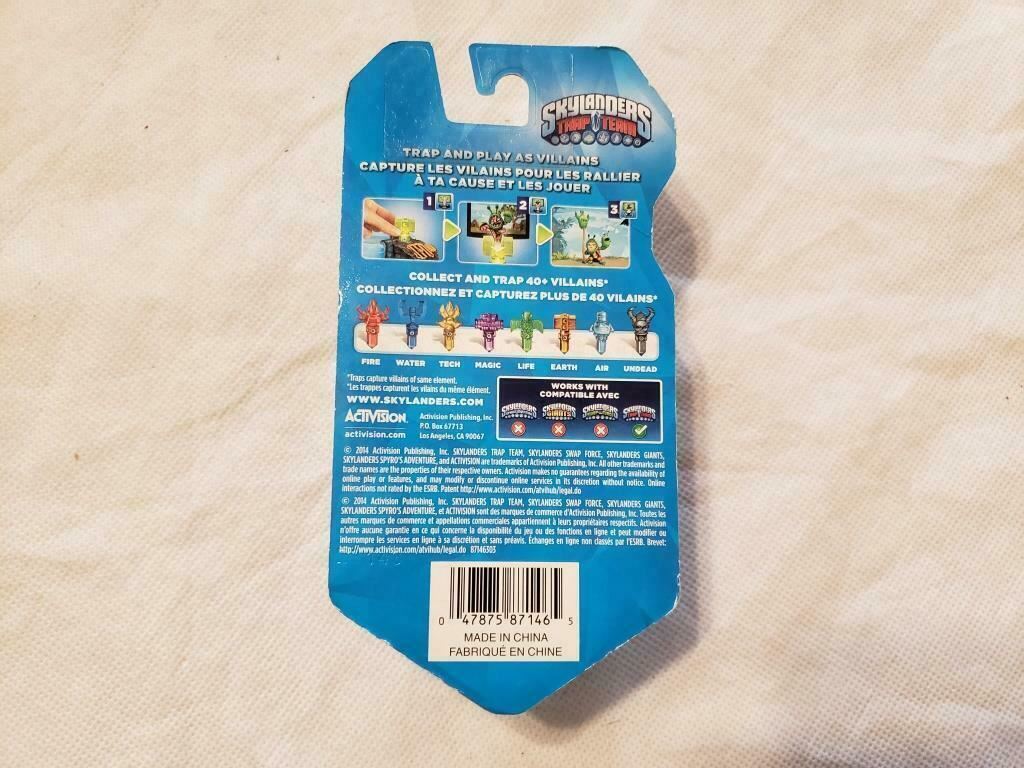 SKYLANDERS
TRAP TEAM
TRAP AND PLAY AS VILLAINS
CAPTURE LES VILAINS POUR LES RALLIER
À TA CAUSE ET LES JOUER
1 2 3
COLLECT AND TRAP 40+ VILLAINS*
COLLECTIONNEZ ET CAPTUREZ PLUS DE 40 VILAINS*
FIRE WATER TECH MAGIC LIFE EARTH AIR UNDEAD
*Traps capture villains of same element.
*Les trappes capturent les vilains du même élément.
WWW.SKYLANDERS.COM
ACTIVISION
activision.com
Activision Publishing, Inc.
P.O. Box 67713
Los Angeles, CA 90067
WORKS WITH
COMPATIBLE AVEC
SKYLANDERS SKYLANDERS GIANTS SKYLANDERS SKYLANDERS
© 2014 Activision Publishing, Inc. SKYLANDERS TRAP TEAM, SKYLANDERS SWAP FORCE, SKYLANDERS GIANTS,
SKYLANDERS SPYRO'S ADVENTURE, and ACTIVISION are trademarks of Activision Publishing, Inc. All other trademarks and
trade names are the properties of their respective owners. Activision makes no guarantees regarding the availability of
online play or features, and may modify or discontinue online services in its discretion without notice. Online
interactions not rated by the ESRB. Patent http://www.activision.com/atvihub/legal.do
© 2014 Activision Publishing, Inc. SKYLANDERS TRAP TEAM, SKYLANDERS SWAP FORCE, SKYLANDERS GIANTS,
SKYLANDERS SPYRO'S ADVENTURE, et ACTIVISION sont des marques de commerce d'Activision Publishing, Inc. Toutes les
autres marques de commerce et appellations commerciales appartiennent à leurs propriétaires respectifs. Activision
n'offre aucune garantie en ce qui concerne la disponibilité du jeu ou des fonctions en ligne et peut modifier ou
interrompre les services en ligne à sa discrétion et sans préavis. Échanges en ligne non classés par l'ESRB. Brevet:
http://www.activision.com/atvihub/legal.do 87146303
0 47875 87146 5
MADE IN CHINA
FABRIQUÉ EN CHINE